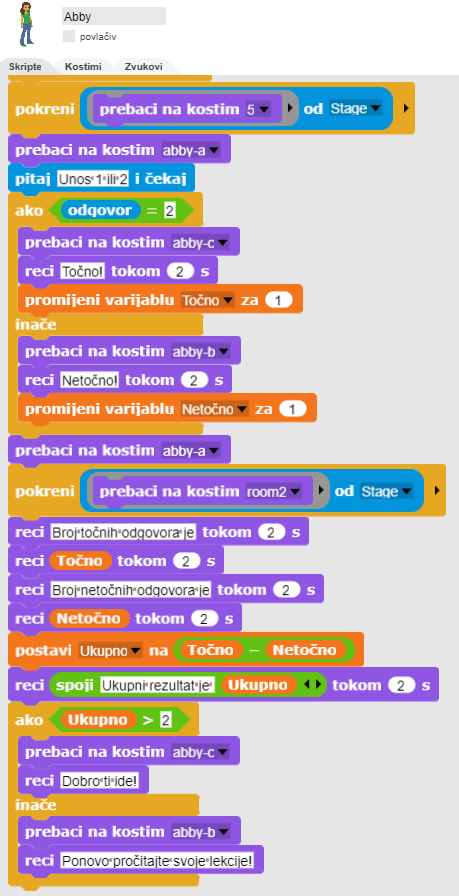 Abby
povlačiv
Skripte Kostimi Zvukovi
pokreni prebaci na kostim 5 od Stage
prebaci na kostim abby-a
pitaj Unos 1 ili 2 i čekaj
ako odgovor = 2
prebaci na kostim abby-c
reci Točno! tokom 2 s
promijeni varijablu Točno za 1
inače
prebaci na kostim abby-b
reci Netočno! tokom 2 s
promijeni varijablu Netočno za 1
prebaci na kostim abby-a
pokreni prebaci na kostim room2 od Stage
reci Broj točnih odgovora je tokom 2 s
reci Točno tokom 2 s
reci Broj netočnih odgovora je tokom 2 s
reci Netočno tokom 2 s
postavi Ukupno na Točno − Netočno
reci spoji Ukupni rezultat je Ukupno tokom 2 s
ako Ukupno > 2
prebaci na kostim abby-c
reci Dobro ti ide!
inače
prebaci na kostim abby-b
reci Ponovo pročitajte svoje lekcije!